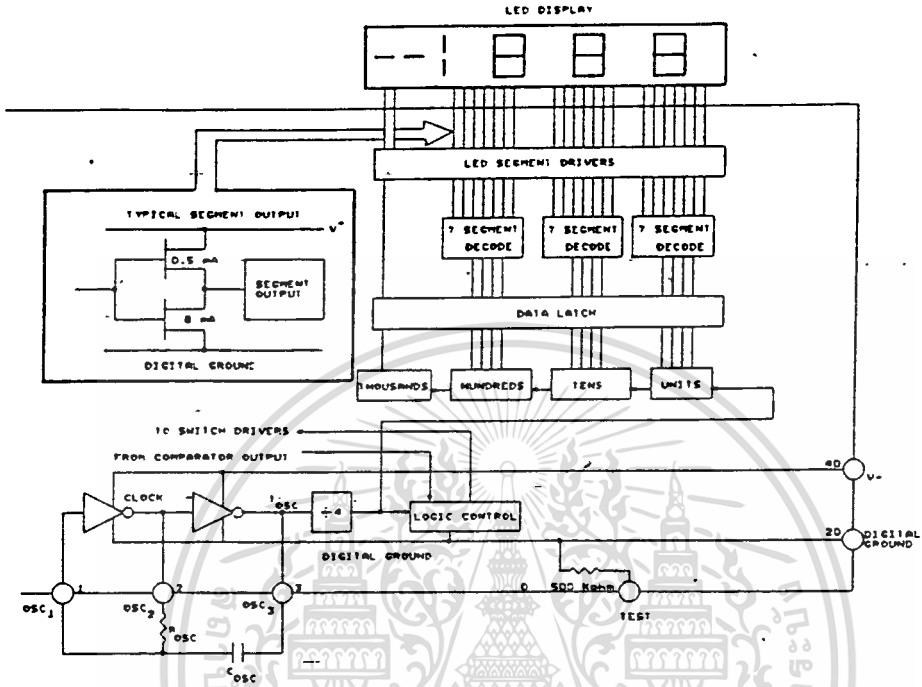 LED DISPLAY
LED SEGMENT DRIVERS
TYPICAL SEGMENT OUTPUT
V+
0.5 mA
SEGMENT
OUTPUT
8 mA
DIGITAL GROUND
7 SEGMENT
DECODE
7 SEGMENT
DECODE
7 SEGMENT
DECODE
DATA LATCH
THOUSANDS
HUNDREDS
TENS
UNITS
TO SWITCH DRIVERS
FROM COMPARATOR OUTPUT
CLOCK
fOSC
÷4
LOGIC CONTROL
40
V-
DIGITAL GROUND
20
DIGITAL
GROUND
1
2
3
500 Kohm
OSC1
OSC2
OSC3
TEST
ROSC
COSC